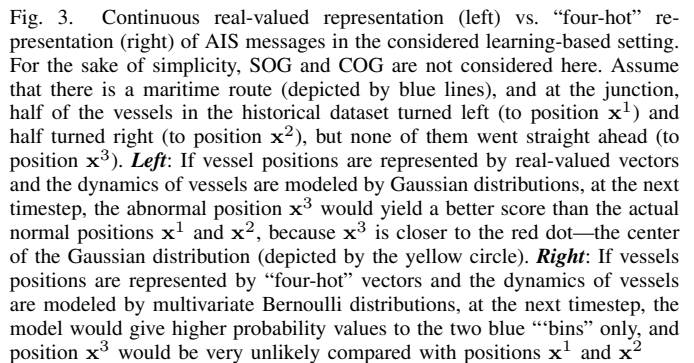 Fig. 3. Continuous real-valued representation (left) vs. “four-hot” re-
presentation (right) of AIS messages in the considered learning-based setting.
For the sake of simplicity, SOG and COG are not considered here. Assume
that there is a maritime route (depicted by blue lines), and at the junction,
half of the vessels in the historical dataset turned left (to position x¹) and
half turned right (to position x²), but none of them went straight ahead (to
position x³). Left: If vessel positions are represented by real-valued vectors
and the dynamics of vessels are modeled by Gaussian distributions, at the next
timestep, the abnormal position x³ would yield a better score than the actual
normal positions x¹ and x², because x³ is closer to the red dot—the center
of the Gaussian distribution (depicted by the yellow circle). Right: If vessels
positions are represented by “four-hot” vectors and the dynamics of vessels
are modeled by multivariate Bernoulli distributions, at the next timestep, the
model would give higher probability values to the two blue “‘bins” only, and
position x³ would be very unlikely compared with positions x¹ and x²